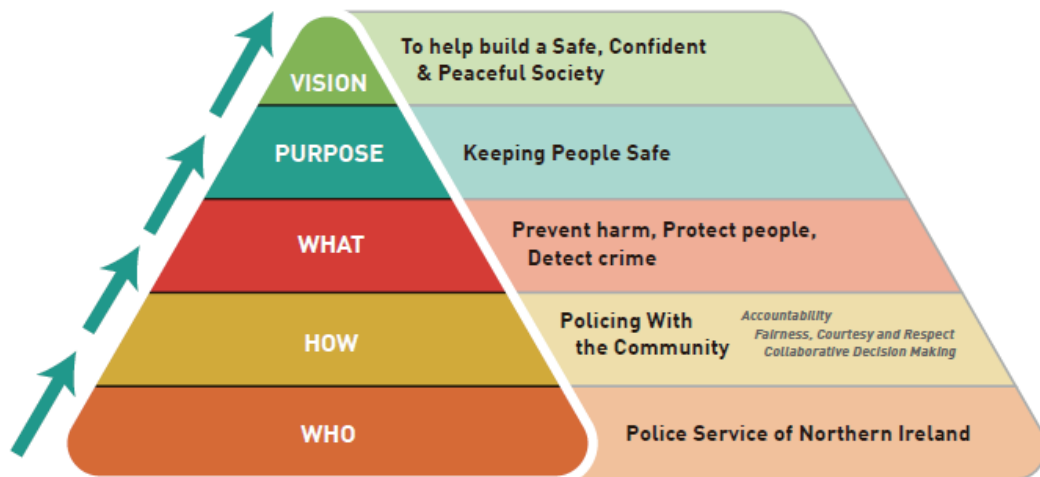 VISION
To help build a Safe, Confident
& Peaceful Society
PURPOSE
Keeping People Safe
WHAT
Prevent harm, Protect people,
Detect crime
HOW
Policing With
the Community
Accountability
Fairness, Courtesy and Respect
Collaborative Decision Making
WHO
Police Service of Northern Ireland